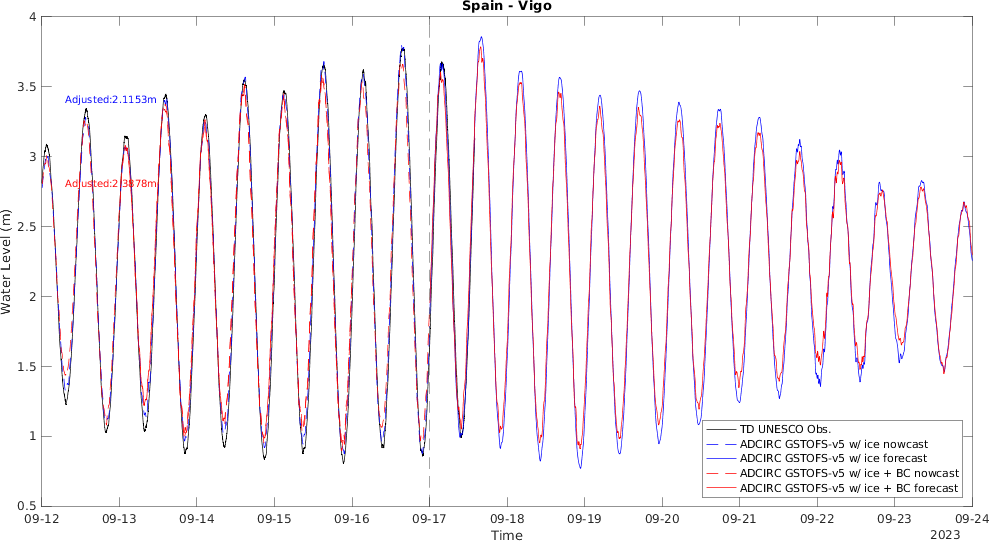 Spain - Vigo
4
3.5
3
2.5
2
1.5
1
0.5
Water Level (m)
Adjusted:2.1153m
Adjusted:2.3878m
TD UNESCO Obs.
ADCIRC GSTOFS-v5 w/ ice nowcast
ADCIRC GSTOFS-v5 w/ ice forecast
ADCIRC GSTOFS-v5 w/ ice + BC nowcast
ADCIRC GSTOFS-v5 w/ ice + BC forecast
09-12 09-13 09-14 09-15 09-16 09-17 09-18 09-19 09-20 09-21 09-22 09-23 09-24
Time
2023